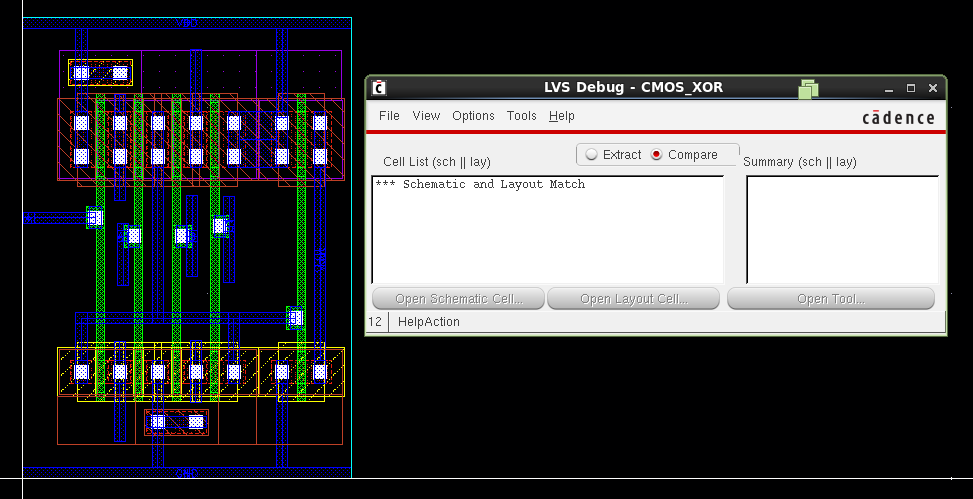 VDD
LVS Debug - CMOS_XOR
File View Options Tools Help
cādence
Extract Compare
Cell List (sch || lay) Summary (sch || lay)
*** Schematic and Layout Match
Open Schematic Cell... Open Layout Cell... Open Tool...
12 HelpAction
GND